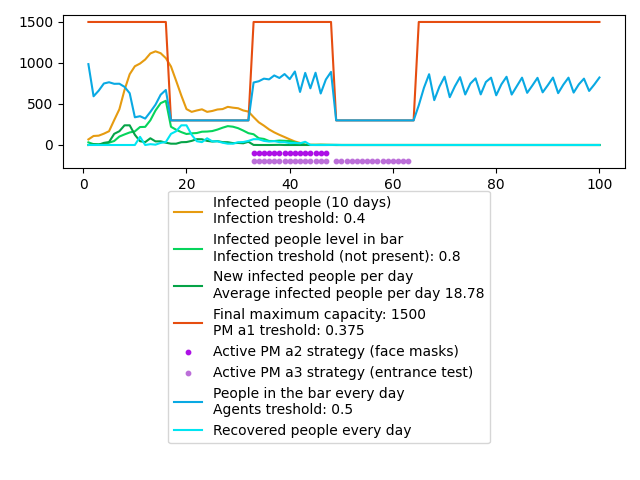 1500
1000
500
0
0 20 40 60 80 100
Infected people (10 days)
Infection treshold: 0.4
Infected people level in bar
Infection treshold (not present): 0.8
New infected people per day
Average infected people per day 18.78
Final maximum capacity: 1500
PM a1 treshold: 0.375
Active PM a2 strategy (face masks)
Active PM a3 strategy (entrance test)
People in the bar every day
Agents treshold: 0.5
Recovered people every day